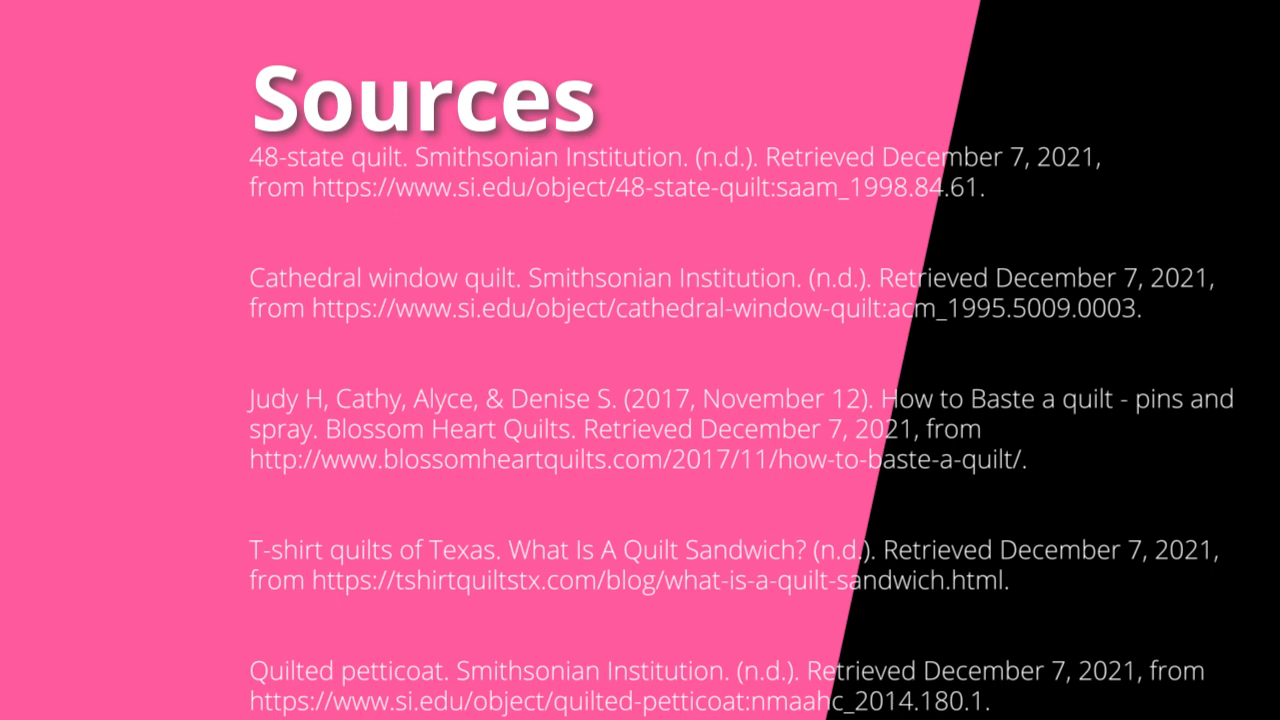 Sources
48-state quilt. Smithsonian Institution. (n.d.). Retrieved December 7, 2021,
from https://www.si.edu/object/48-state-quilt:saam_1998.84.61.
Cathedral window quilt. Smithsonian Institution. (n.d.). Retrieved December 7, 2021,
from https://www.si.edu/object/cathedral-window-quilt:acm_1995.5009.0003.
Judy H, Cathy, Alyce, & Denise S. (2017, November 12). How to Baste a quilt - pins and
spray. Blossom Heart Quilts. Retrieved December 7, 2021, from
http://www.blossomheartquilts.com/2017/11/how-to-baste-a-quilt/.
T-shirt quilts of Texas. What Is A Quilt Sandwich? (n.d.). Retrieved December 7, 2021,
from https://tshirtquiltstx.com/blog/what-is-a-quilt-sandwich.html.
Quilted petticoat. Smithsonian Institution. (n.d.). Retrieved December 7, 2021, from
https://www.si.edu/object/quilted-petticoat:nmaahc_2014.180.1.